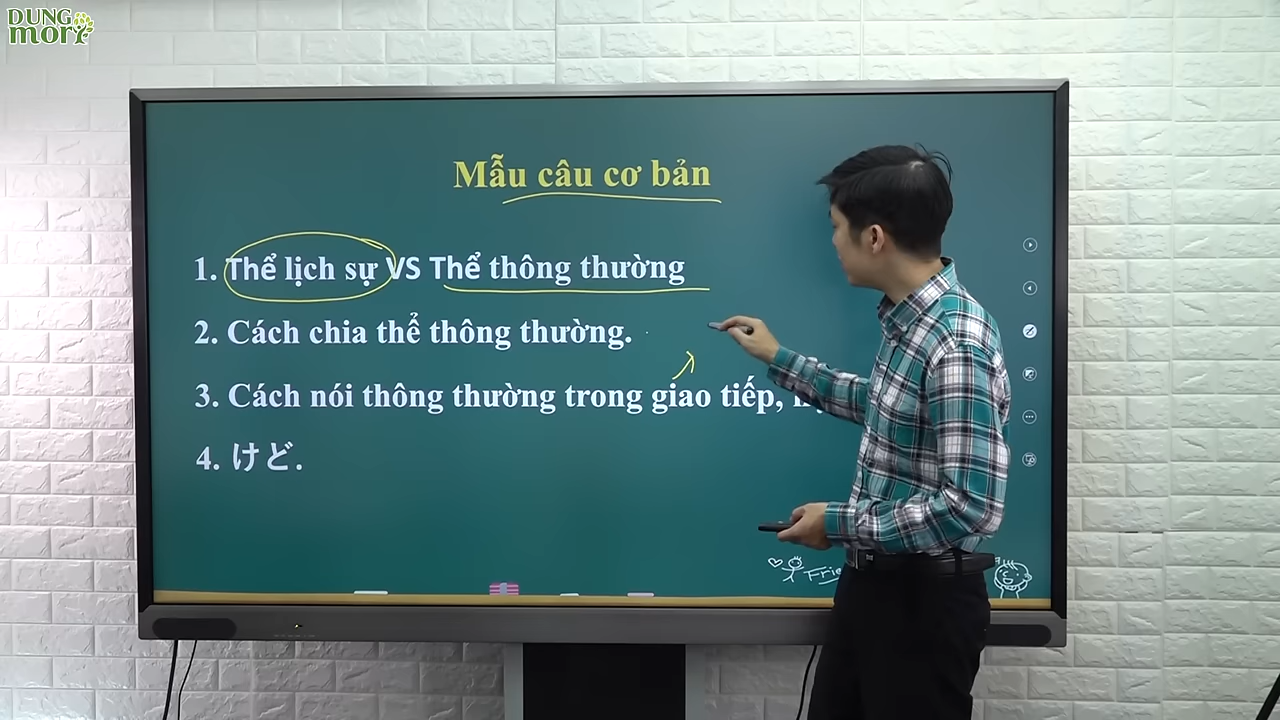 DUNG
mori
Mẫu câu cơ bản
1. Thể lịch sự VS Thể thông thường
2. Cách chia thể thông thường.
3. Cách nói thông thường trong giao tiếp,
4. けど.